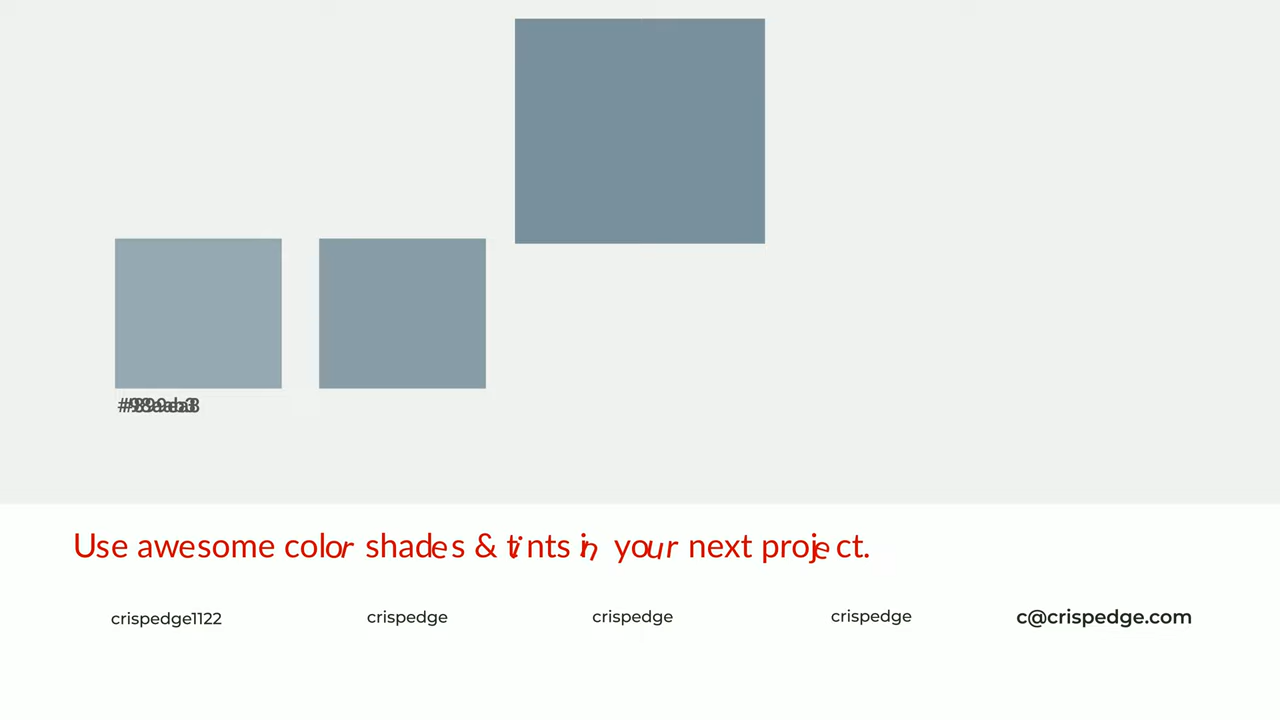 Use awesome color shades & tints in your next project.
crispedge1122 crispedge crispedge crispedge c@crispedge.com